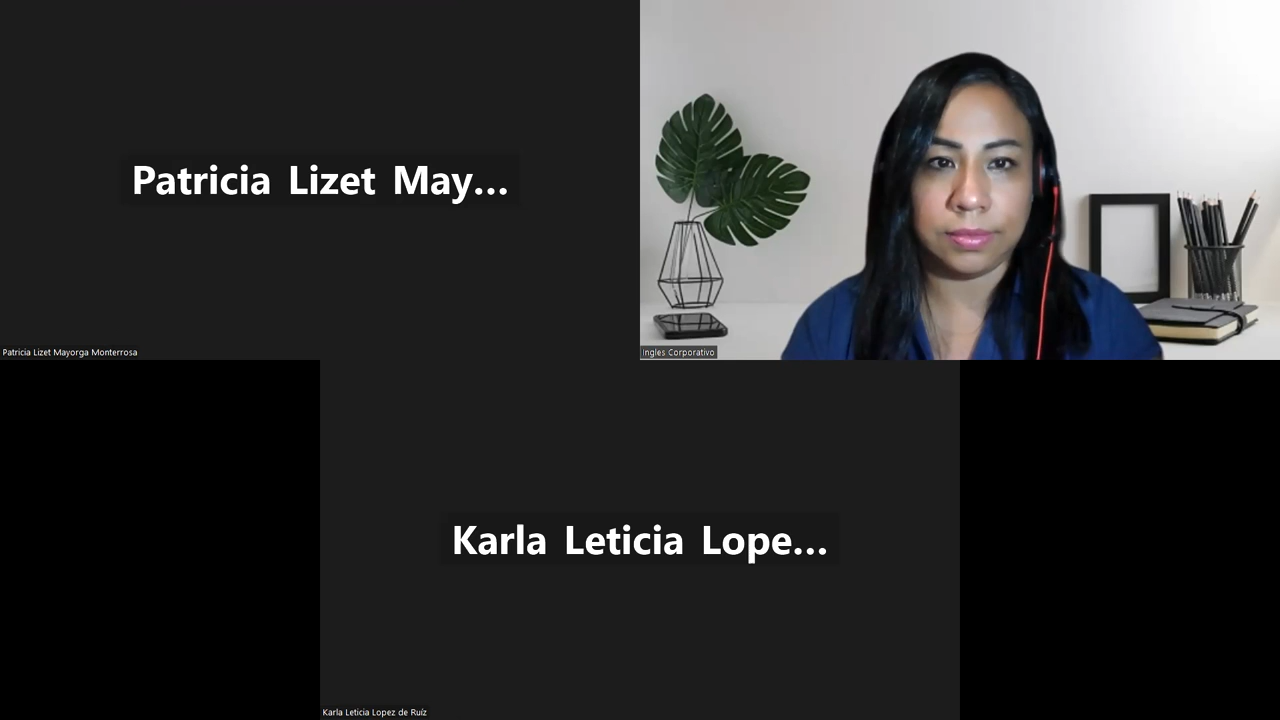 Patricia Lizet May...
Patricia Lizet Mayorga Monterrosa
Ingles Corporativo
Karla Leticia Lope...
Karla Leticia Lopez de Ruíz